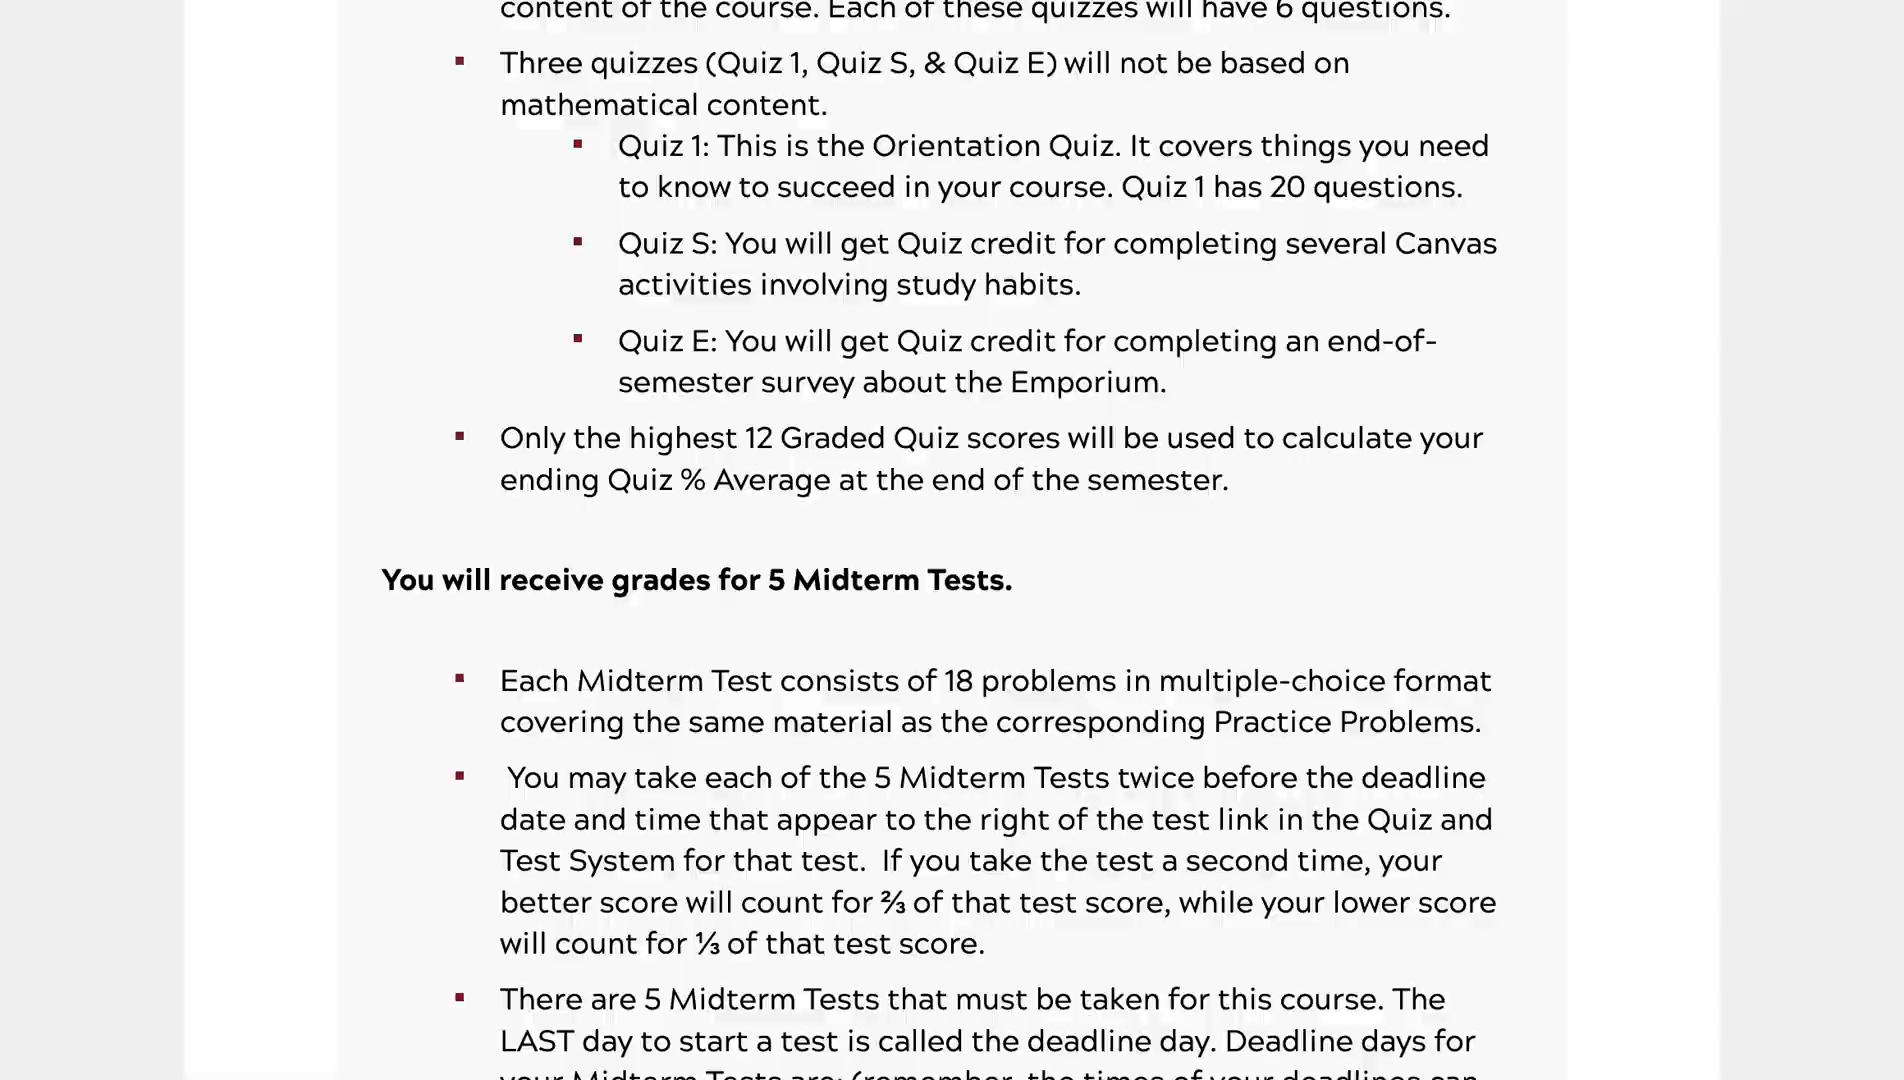 content of the course. Each of these quizzes will have 6 questions.
Three quizzes (Quiz 1, Quiz S, & Quiz E) will not be based on
mathematical content.
Quiz 1: This is the Orientation Quiz. It covers things you need
to know to succeed in your course. Quiz 1 has 20 questions.
Quiz S: You will get Quiz credit for completing several Canvas
activities involving study habits.
Quiz E: You will get Quiz credit for completing an end-of-
semester survey about the Emporium.
Only the highest 12 Graded Quiz scores will be used to calculate your
ending Quiz % Average at the end of the semester.
You will receive grades for 5 Midterm Tests.
Each Midterm Test consists of 18 problems in multiple-choice format
covering the same material as the corresponding Practice Problems.
You may take each of the 5 Midterm Tests twice before the deadline
date and time that appear to the right of the test link in the Quiz and
Test System for that test.  If you take the test a second time, your
better score will count for ⅔ of that test score, while your lower score
will count for ⅓ of that test score.
There are 5 Midterm Tests that must be taken for this course. The
LAST day to start a test is called the deadline day. Deadline days for
your Midterm Tests are: (remember, the times of your deadlines can